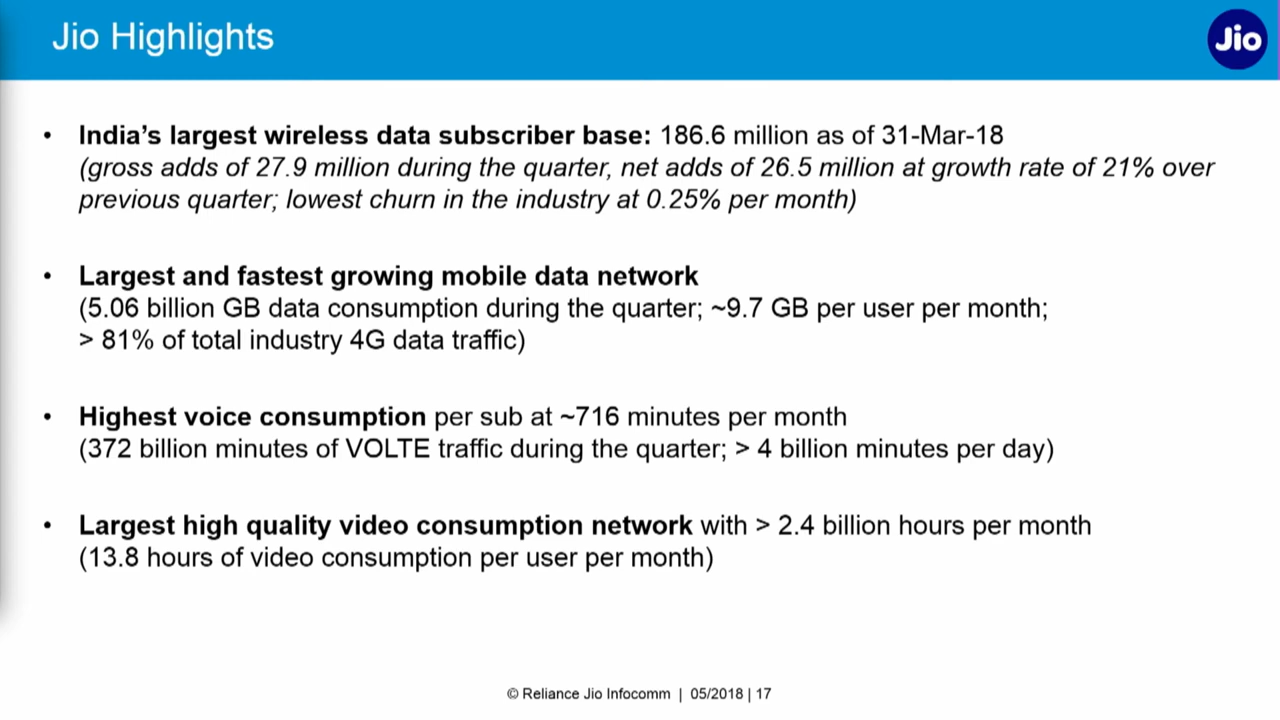 Jio Highlights
Jio
• India's largest wireless data subscriber base: 186.6 million as of 31-Mar-18
(gross adds of 27.9 million during the quarter, net adds of 26.5 million at growth rate of 21% over
previous quarter; lowest churn in the industry at 0.25% per month)
• Largest and fastest growing mobile data network
(5.06 billion GB data consumption during the quarter; ~9.7 GB per user per month;
> 81% of total industry 4G data traffic)
• Highest voice consumption per sub at ~716 minutes per month
(372 billion minutes of VOLTE traffic during the quarter; > 4 billion minutes per day)
• Largest high quality video consumption network with > 2.4 billion hours per month
(13.8 hours of video consumption per user per month)
© Reliance Jio Infocomm | 05/2018 | 17